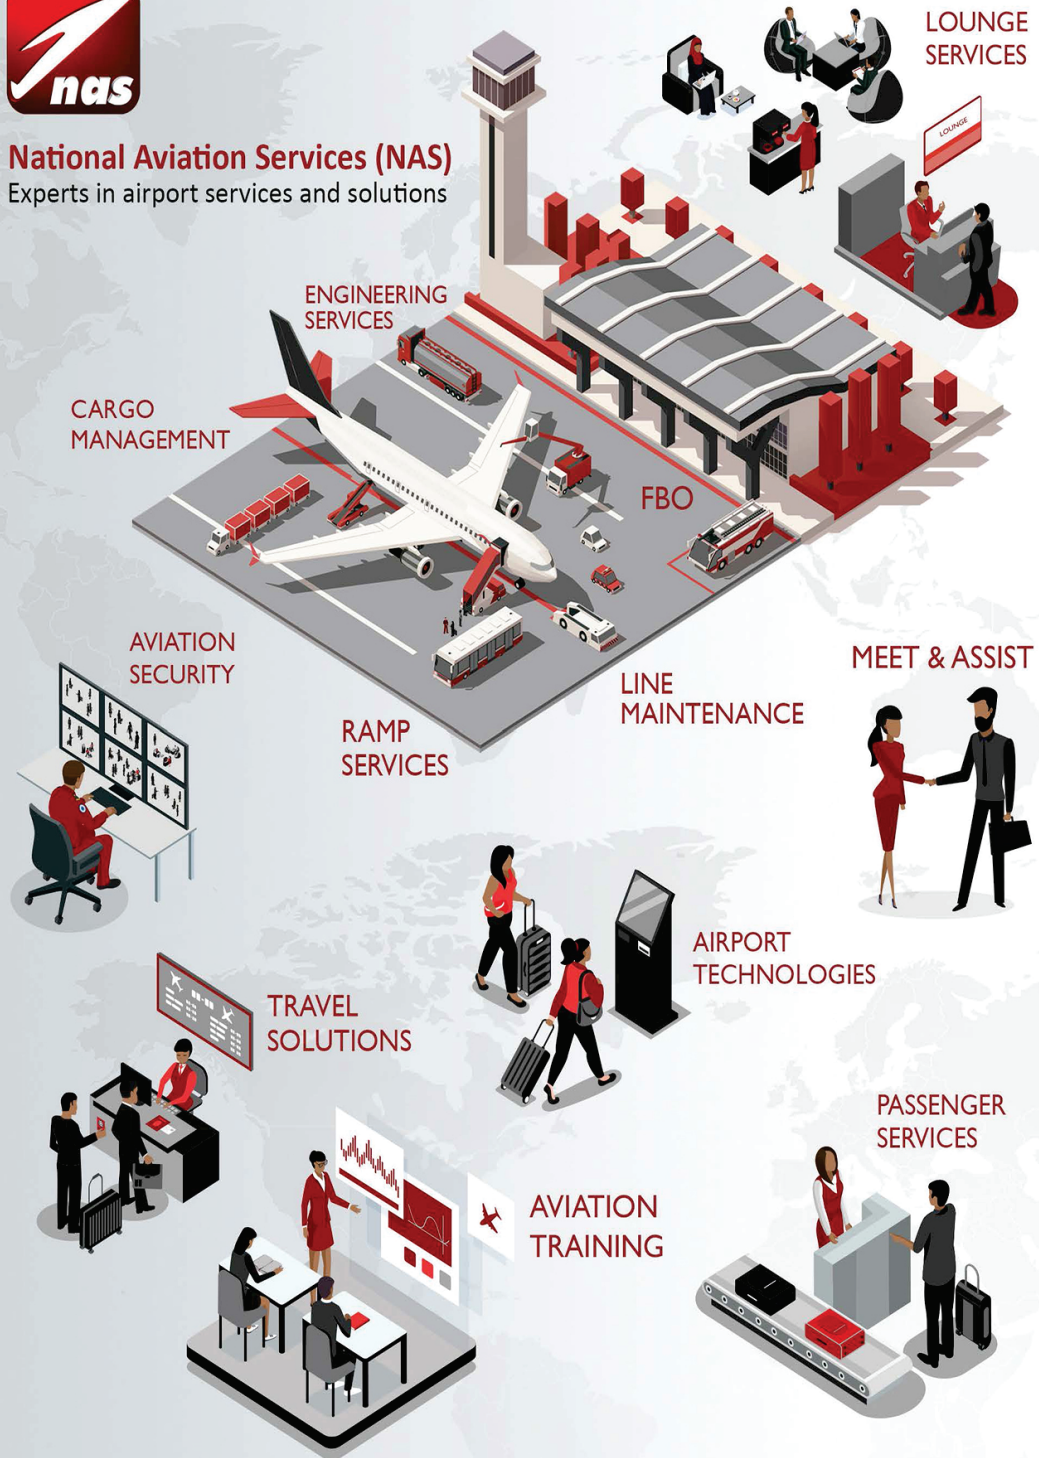 nas
National Aviation Services (NAS)
Experts in airport services and solutions
LOUNGE
SERVICES
LOUNGE
ENGINEERING
SERVICES
CARGO
MANAGEMENT
FBO
AVIATION
SECURITY
RAMP
SERVICES
LINE
MAINTENANCE
MEET & ASSIST
AIRPORT
TECHNOLOGIES
TRAVEL
SOLUTIONS
PASSENGER
SERVICES
AVIATION
TRAINING